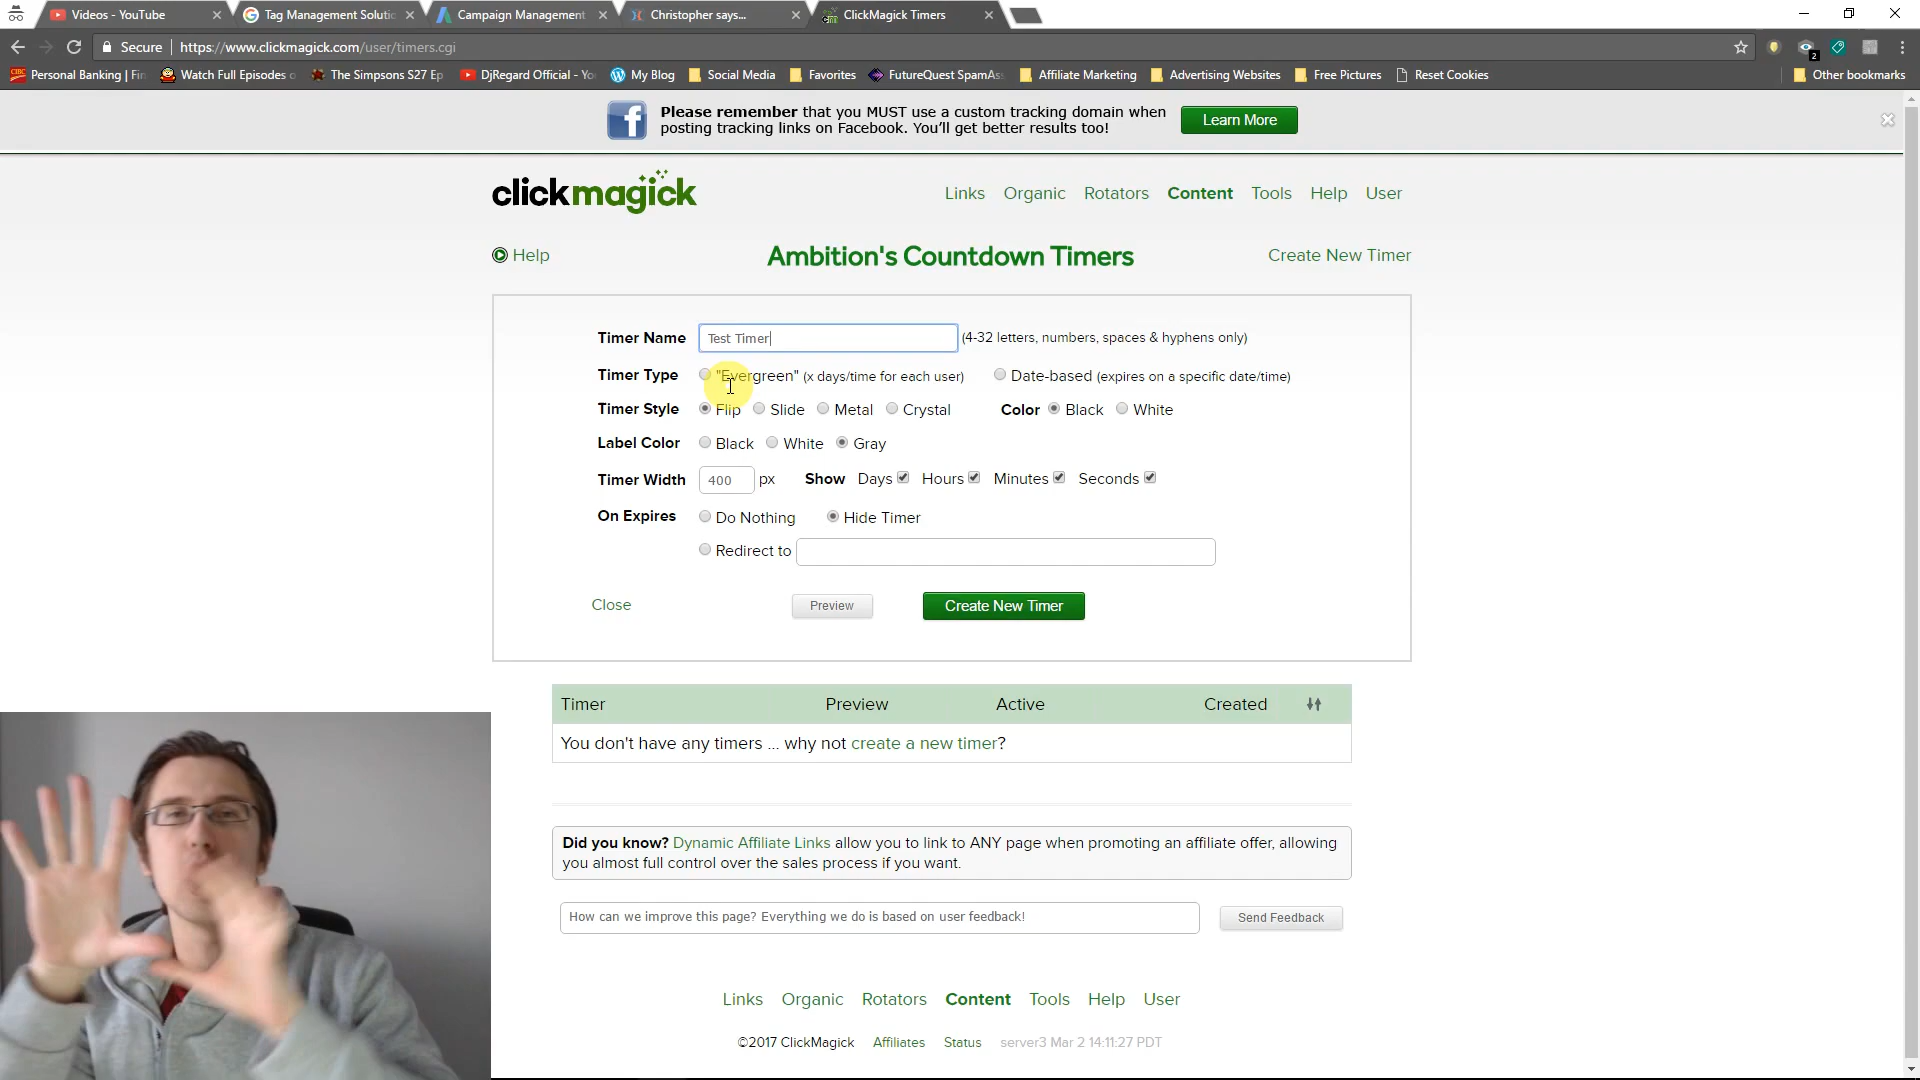 Videos - YouTube
Tag Management Solutic
Campaign Management
Christopher says...
ClickMagick Timers
Secure
https://www.clickmagick.com/user/timers.cgi
Personal Banking | Fin
Watch Full Episodes o
The Simpsons S27 Ep
DjRegard Official - Yo
My Blog
Social Media
Favorites
FutureQuest SpamAs
Affiliate Marketing
Advertising Websites
Free Pictures
Reset Cookies
Other bookmarks
Please remember that you MUST use a custom tracking domain when
posting tracking links on Facebook. You'll get better results too!
Learn More
clickmagick
Links Organic Rotators Content Tools Help User
Help
Ambition's Countdown Timers
Create New Timer
Timer Name Test Timer (4-32 letters, numbers, spaces & hyphens only)
Timer Type "Evergreen" (x days/time for each user) Date-based (expires on a specific date/time)
Timer Style Flip Slide Metal Crystal Color Black White
Label Color Black White Gray
Timer Width 400 px Show Days Hours Minutes Seconds
On Expires Do Nothing Hide Timer
Redirect to
Close Preview Create New Timer
Timer Preview Active Created
You don't have any timers ... why not create a new timer?
Did you know? Dynamic Affiliate Links allow you to link to ANY page when promoting an affiliate offer, allowing
you almost full control over the sales process if you want.
How can we improve this page? Everything we do is based on user feedback!
Send Feedback
Links Organic Rotators Content Tools Help User
©2017 ClickMagick Affiliates Status server3 Mar 2 14:11:27 PDT